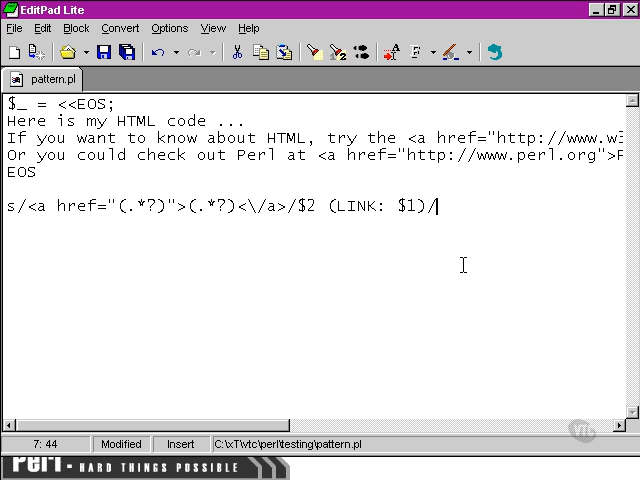 EditPad Lite
File Edit Block Convert Options View Help
pattern.pl
$_ = <<EOS;
Here is my HTML code ...
If you want to know about HTML, try the <a href="http://www.w3
Or you could check out Perl at <a href="http://www.perl.org">P
EOS
s/<a href="(.*?)">(.*?)<\/a>/$2 (LINK: $1)/
7: 44 Modified Insert C:\xT\vtc\perl\testing\pattern.pl
VTC
Perl - HARD THINGS POSSIBLE